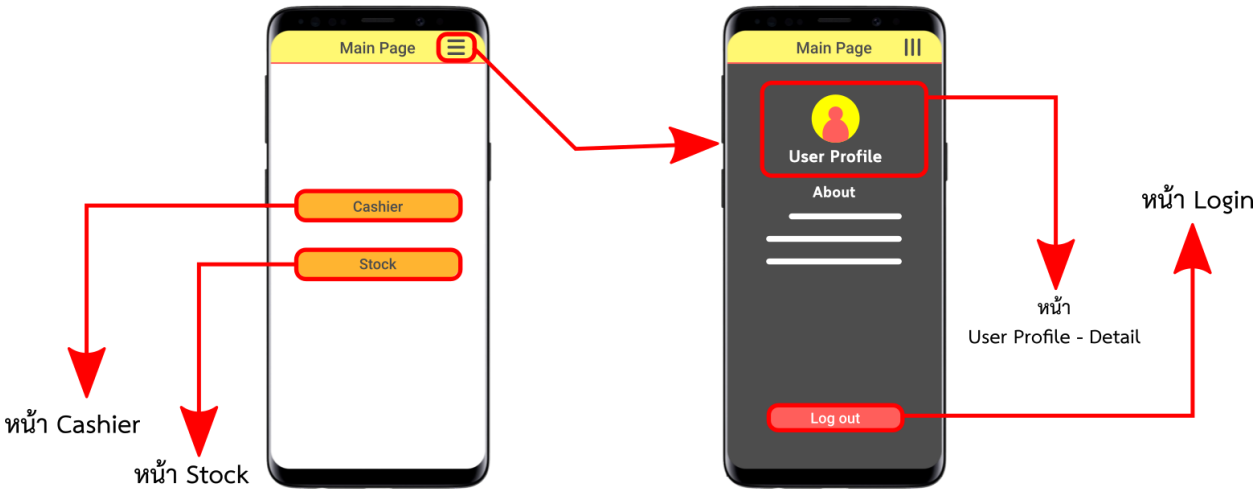 Main Page
Cashier
Stock
หน้า Cashier
หน้า Stock
Main Page
User Profile
About
Log out
หน้า Login
หน้า
User Profile - Detail